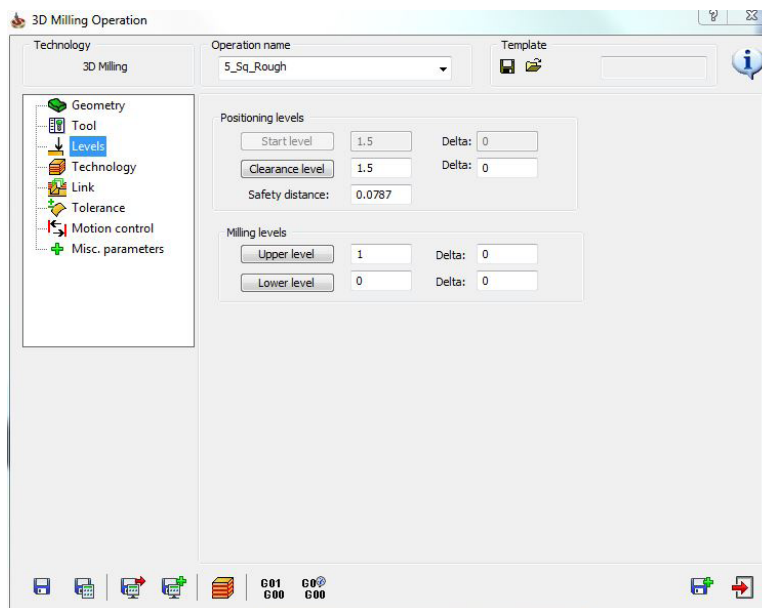 3D Milling Operation
Technology
3D Milling
Operation name
5_Sq_Rough
Template
Geometry
Tool
Levels
Technology
Link
Tolerance
Motion control
Misc. parameters
Positioning levels
Start level 1.5 Delta: 0
Clearance level 1.5 Delta: 0
Safety distance: 0.0787
Milling levels
Upper level 1 Delta: 0
Lower level 0 Delta: 0
G01 G00
G00 G00